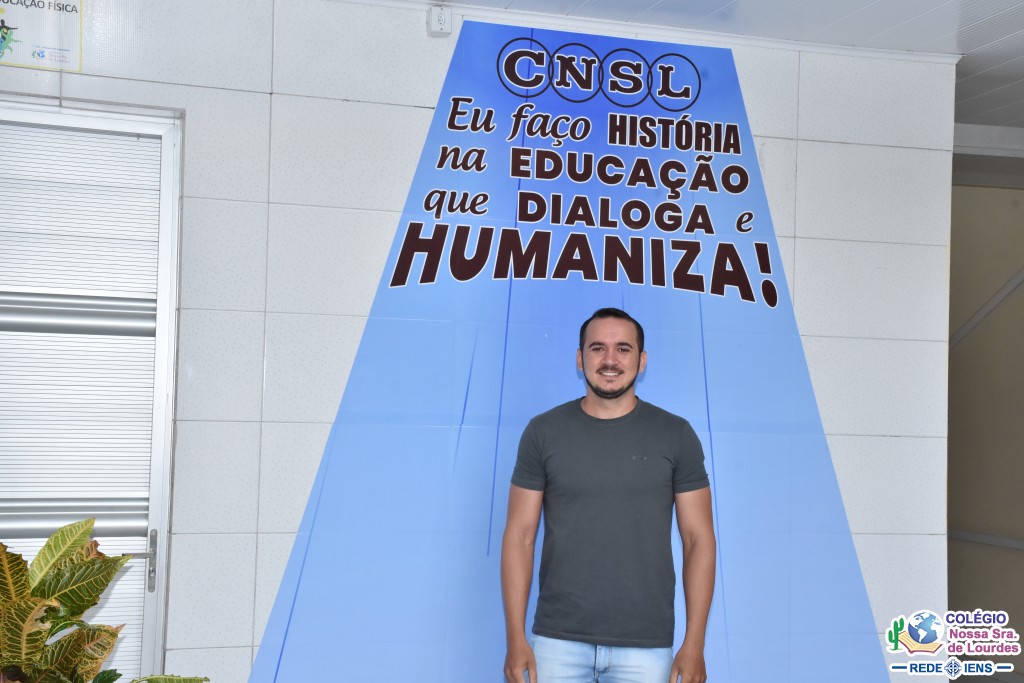 EDUCAÇÃO FÍSICA
CNSL
Eu faço HISTÓRIA
na EDUCAÇÃO
que DIALOGA e
HUMANIZA!
COLÉGIO
Nossa Sra.
de Lourdes
REDE IENS